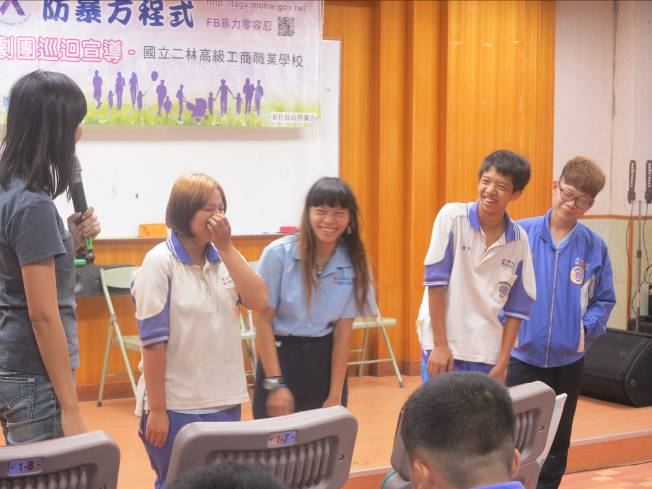 防暴方程式
http://tagv.mohw.gov.tw/
FB暴力零容忍
劇團巡迴宣導-國立二林高級工商職業學校
1-8
1-7